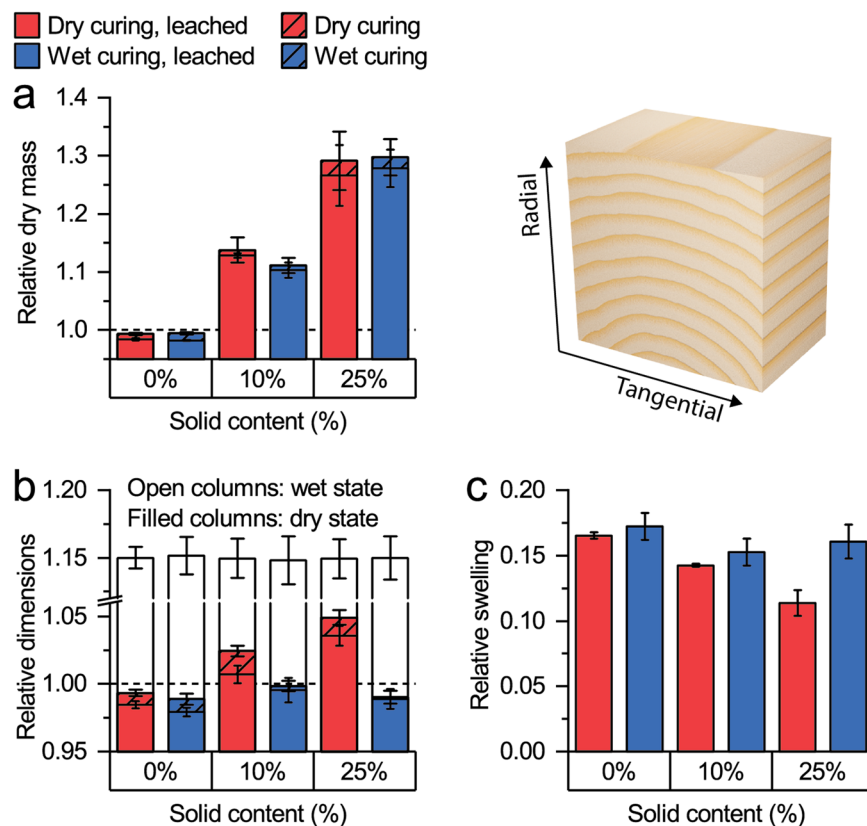 Dry curing, leached
Dry curing
Wet curing, leached
Wet curing
a
1.4
1.3
1.2
1.1
1.0
Relative dry mass
0%
10%
25%
Solid content (%)
Radial
Tangential
b
1.20
1.15
1.05
1.00
0.95
Relative dimensions
Open columns: wet state
Filled columns: dry state
0%
10%
25%
Solid content (%)
c
0.20
0.15
0.10
0.05
0.00
Relative swelling
0%
10%
25%
Solid content (%)